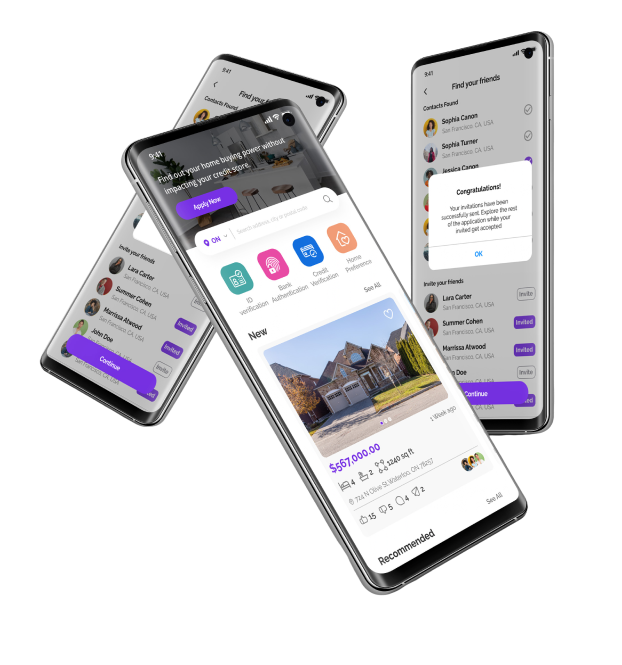 9:41
Find your
Contacts Found
Invite your friends
Lara Carter
San Francisco, CA, USA
Summer Cohen
San Francisco, CA, USA
Marrissa Atwood
San Francisco, CA, USA
John Doe
San Francisco, CA, USA
Invite
Invited
Invited
Invite
Continue
9:41
Find out your home buying power without
impacting your credit score.
Apply Now
ON
Search address, city or postal code
ID
verification
Bank
Authentication
Credit
Verification
Home
Preference
New
See All
1 Week ago
$567,000.00
4 2 1240 sq ft
724 N Olive St,Waterloo, ON 78237
15 5 4 2
Recommended
See All
9:41
Find your friends
Contacts Found
Sophia Canon
San Francisco, CA, USA
Sophia Turner
San Francisco, CA, USA
Jessica Canon
Congratulations!
Your invitations have been
successfully sent. Explore the rest
of the application while your
invited get accepted
OK
Invite your friends
Lara Carter
San Francisco, CA, USA
Invite
Summer Cohen
San Francisco, CA, USA
Invited
Marrissa Atwood
San Francisco, CA, USA
Invited
Doe
Invite
Continue